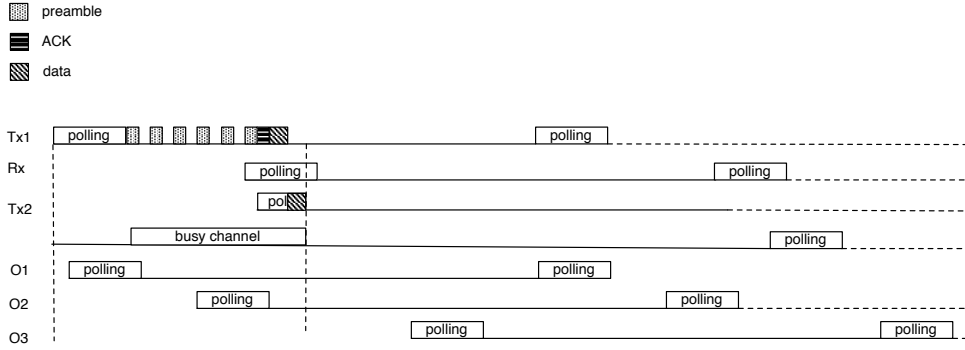 preamble
ACK
data
Tx1 polling polling
Rx polling polling
Tx2 pol
busy channel polling
O1 polling polling
O2 polling polling
O3 polling polling